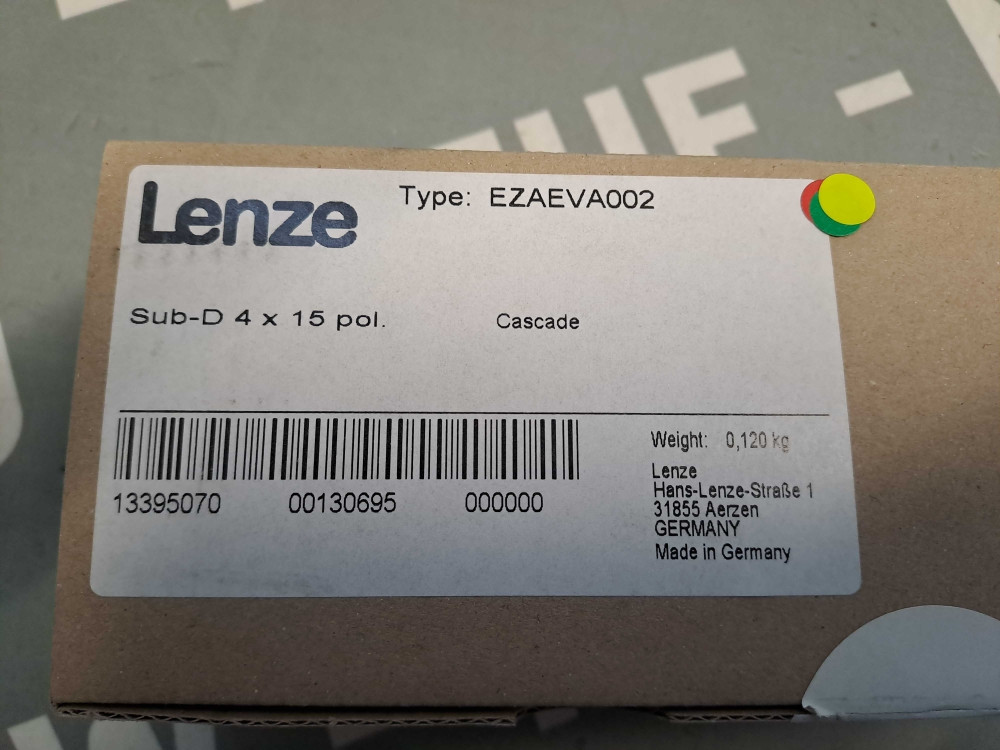 Lenze
Type: EZAEVA002
Sub-D 4 x 15 pol.
Cascade
13395070 00130695 000000
Weight: 0,120 kg
Lenze
Hans-Lenze-Straße 1
31855 Aerzen
GERMANY
Made in Germany